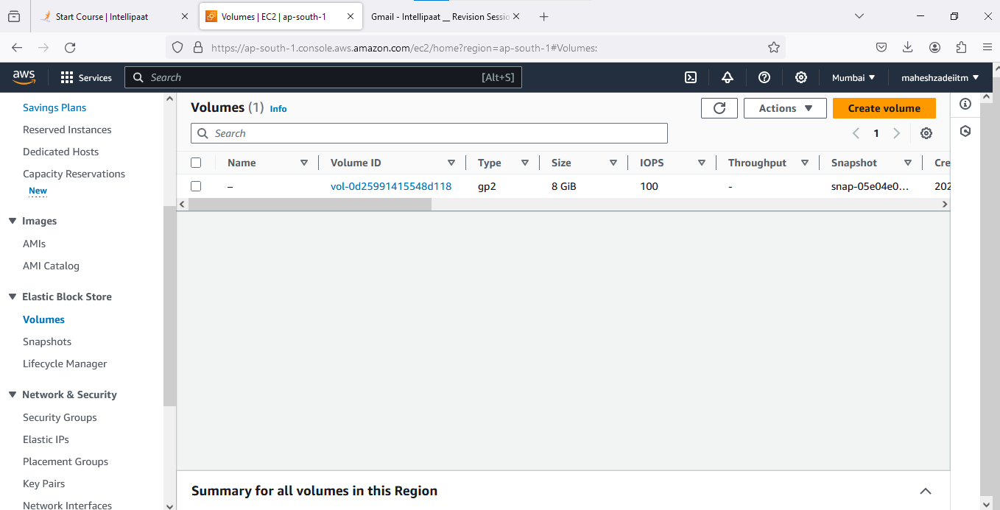 Start Course | Intellipaat
Volumes | EC2 | ap-south-1
Gmail - Intellipaat __ Revision Sessio
https://ap-south-1.console.aws.amazon.com/ec2/home?region=ap-south-1#Volumes:
aws
Services
Search
[Alt+S]
Mumbai
maheshzadeiitm
Savings Plans
Reserved Instances
Dedicated Hosts
Capacity Reservations
New
Images
AMIs
AMI Catalog
Elastic Block Store
Volumes
Snapshots
Lifecycle Manager
Network & Security
Security Groups
Elastic IPs
Placement Groups
Key Pairs
Network Interfaces
Volumes (1) Info
Actions
Create volume
Search
1
Name Volume ID Type Size IOPS Throughput Snapshot Cre
– vol-0d25991415548d118 gp2 8 GiB 100 - snap-05e04e0... 202
Summary for all volumes in this Region